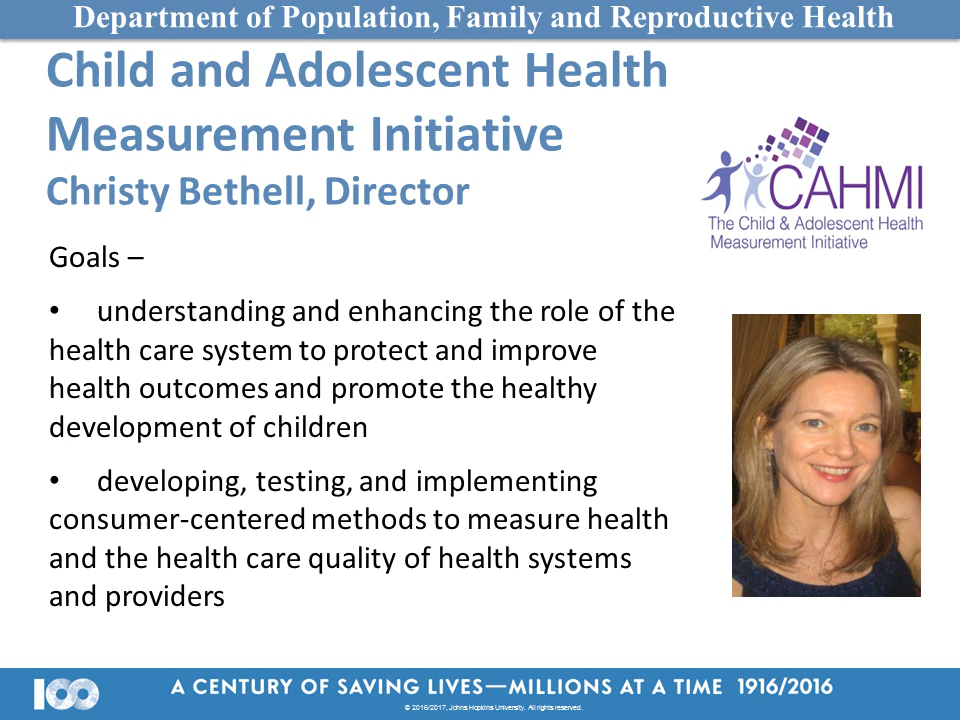 Department of Population, Family and Reproductive Health
Child and Adolescent Health
Measurement Initiative
Christy Bethell, Director
CAHMI
The Child & Adolescent Health
Measurement Initiative
Goals –
• understanding and enhancing the role of the
health care system to protect and improve
health outcomes and promote the healthy
development of children
• developing, testing, and implementing
consumer-centered methods to measure health
and the health care quality of health systems
and providers
100 A CENTURY OF SAVING LIVES—MILLIONS AT A TIME 1916/2016
© 2016/2017, Johns Hopkins University. All rights reserved.